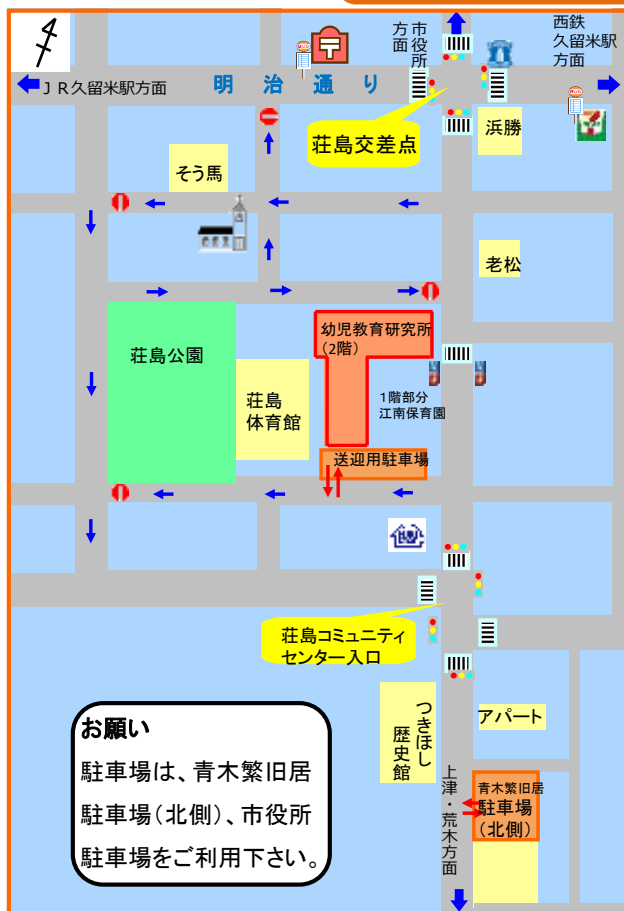 市役所
方面
西鉄
久留米駅
方面
BUS
ＪＲ久留米駅方面
明治通り
BUS
荘島交差点
浜勝
そう馬
老松
幼児教育研究所
(2階)
荘島公園
荘島
体育館
1階部分
江南保育園
送迎用駐車場
荘島コミュニティ
センター入口
つきほし
歴史館
アパート
お願い
駐車場は、青木繁旧居
駐車場(北側)、市役所
駐車場をご利用下さい。
上津・荒木方面
青木繁旧居
駐車場
(北側)